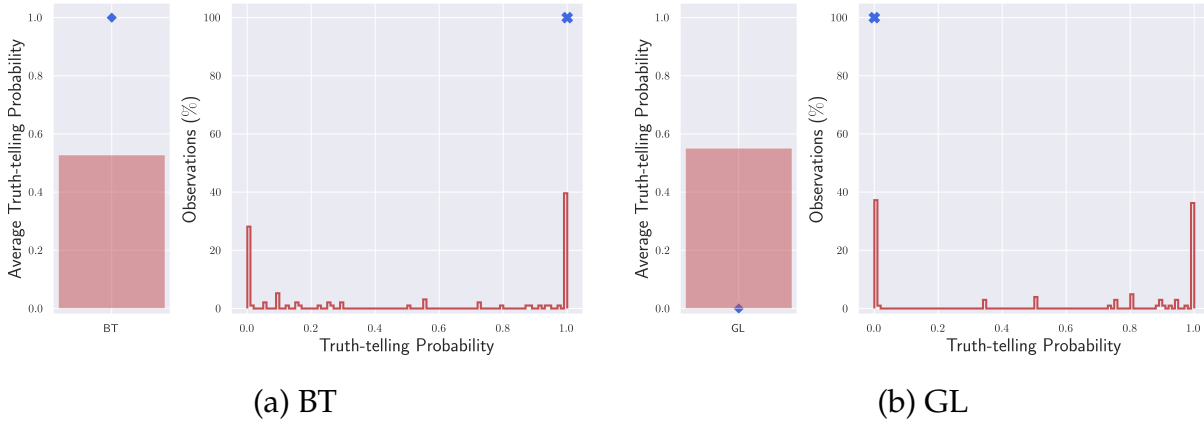 Average Truth-telling Probability
1.0
0.8
0.6
0.4
0.2
0.0
BT
Observations (%)
100
80
60
40
20
0
0.0 0.2 0.4 0.6 0.8 1.0
Truth-telling Probability
(a) BT
Average Truth-telling Probability
1.0
0.8
0.6
0.4
0.2
0.0
GL
Observations (%)
100
80
60
40
20
0
0.0 0.2 0.4 0.6 0.8 1.0
Truth-telling Probability
(b) GL